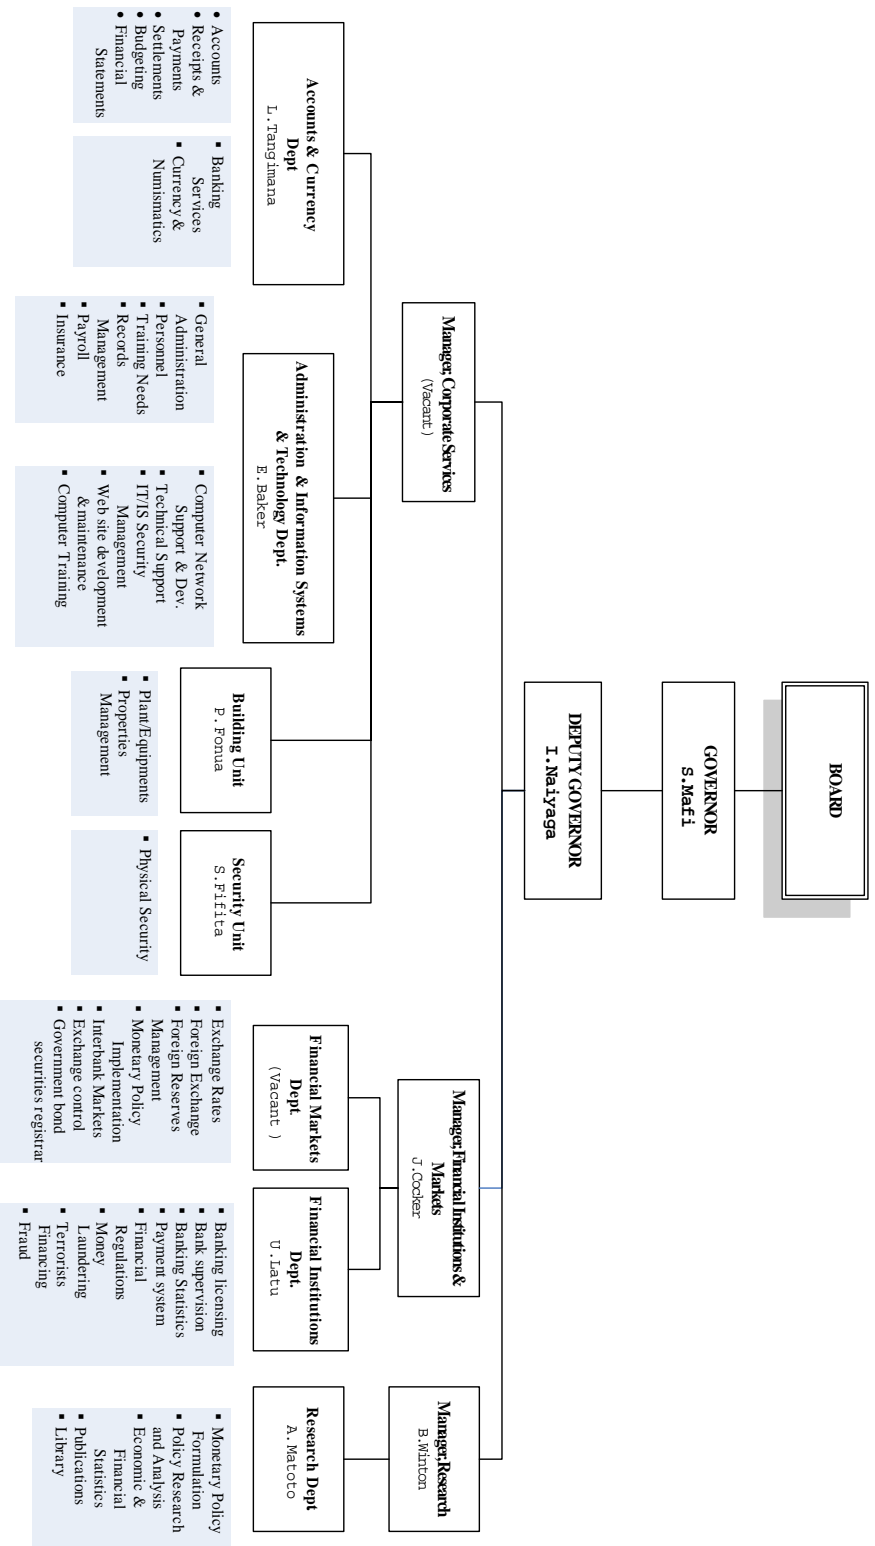 BOARD
GOVERNOR
S.Mafi
DEPUTY GOVERNOR
I.Naiyaga
Manager, Corporate Services
(Vacant)
Manager, Financial Institutions &
Markets
J.Cocker
Manager, Research
B.Winton
Accounts & Currency
Dept
L.Tangimana
Administration & Information Systems
& Technology Dept.
E.Baker
Building Unit
P.Fonua
Security Unit
S.Fifita
Financial Markets
Dept
(Vacant )
Financial Institutions
Dept.
U.Latu
Research Dept
A.Matoto
• Accounts
• Receipts &
Payments
• Settlements
• Budgeting
• Financial
Statements
▪ Banking
Services
▪ Currency &
Numismatics
▪ General
Administration
▪ Personnel
▪ Training Needs
▪ Records
Management
▪ Payroll
▪ Insurance
▪ Computer Network
Support & Dev.
▪ Technical Support
▪ IT/IS Security
Management
▪ Web site development
& maintenance
▪ Computer Training
▪ Plant/Equipments
▪ Properties
Management
▪ Physical Security
▪ Exchange Rates
▪ Foreign Exchange
▪ Foreign Reserves
Management
▪ Monetary Policy
Implementation
▪ Interbank Markets
▪ Exchange control
▪ Government bond
securities registrar
▪ Banking licensing
▪ Bank supervision
▪ Banking Statistics
▪ Payment system
▪ Financial
Regulations
▪ Money
Laundering
▪ Terrorists
Financing
▪ Fraud
▪ Monetary Policy
Formulation
▪ Policy Research
and Analysis
▪ Economic &
Financial
Statistics
▪ Publications
▪ Library